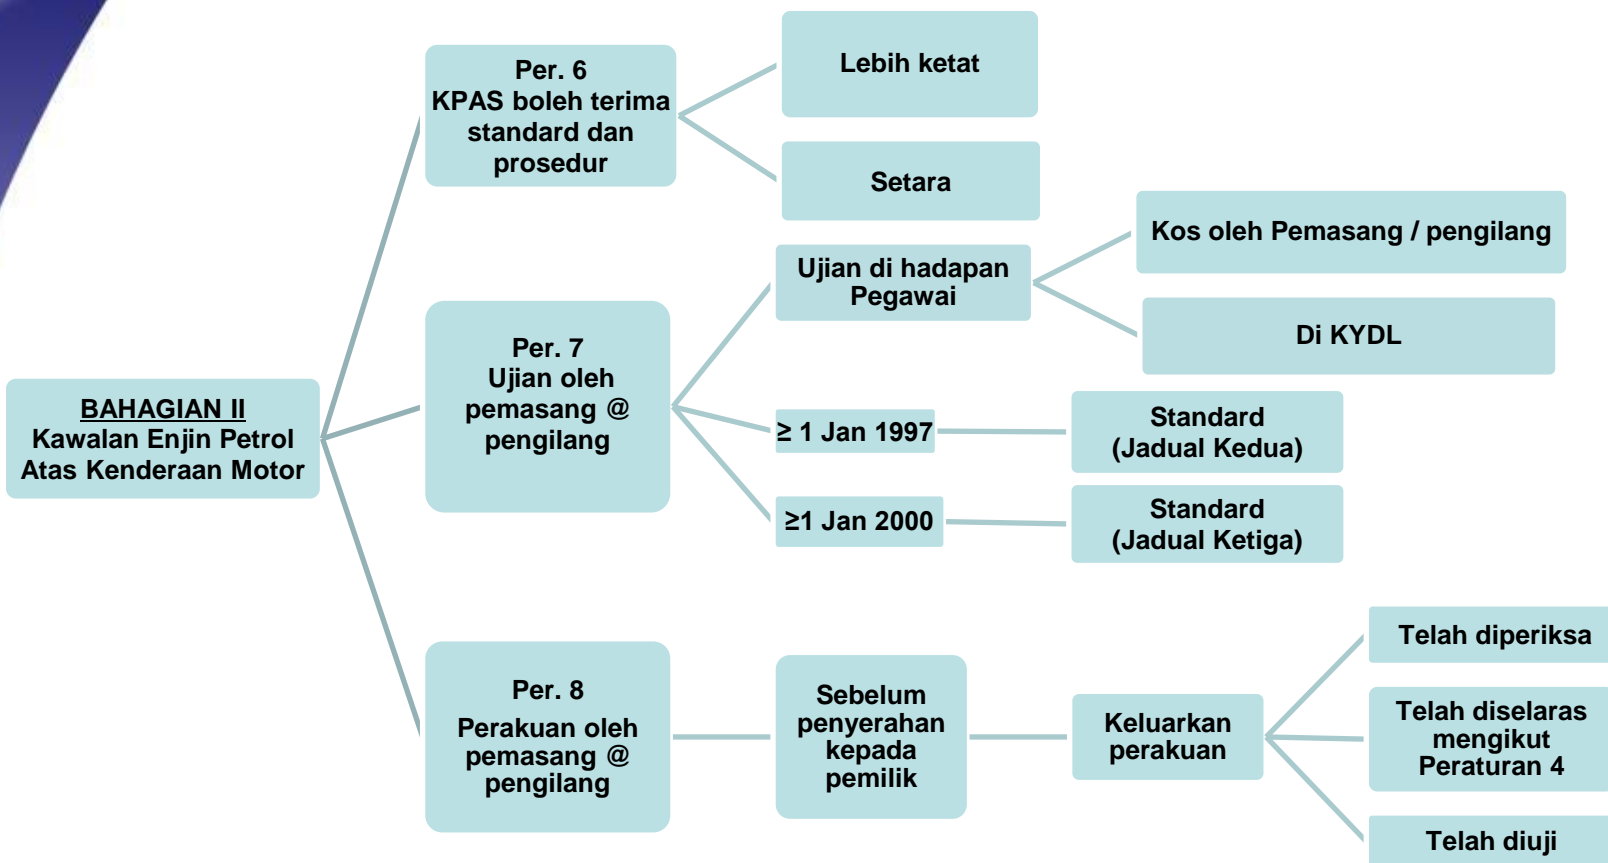 BAHAGIAN II
Kawalan Enjin Petrol
Atas Kenderaan Motor
Per. 6
KPAS boleh terima
standard dan
prosedur
Lebih ketat
Setara
Per. 7
Ujian oleh
pemasang @
pengilang
Ujian di hadapan
Pegawai
Kos oleh Pemasang / pengilang
Di KYDL
≥ 1 Jan 1997
Standard
(Jadual Kedua)
≥1 Jan 2000
Standard
(Jadual Ketiga)
Per. 8
Perakuan oleh
pemasang @
pengilang
Sebelum
penyerahan
kepada
pemilik
Keluarkan
perakuan
Telah diperiksa
Telah diselaras
mengikut
Peraturan 4
Telah diuji